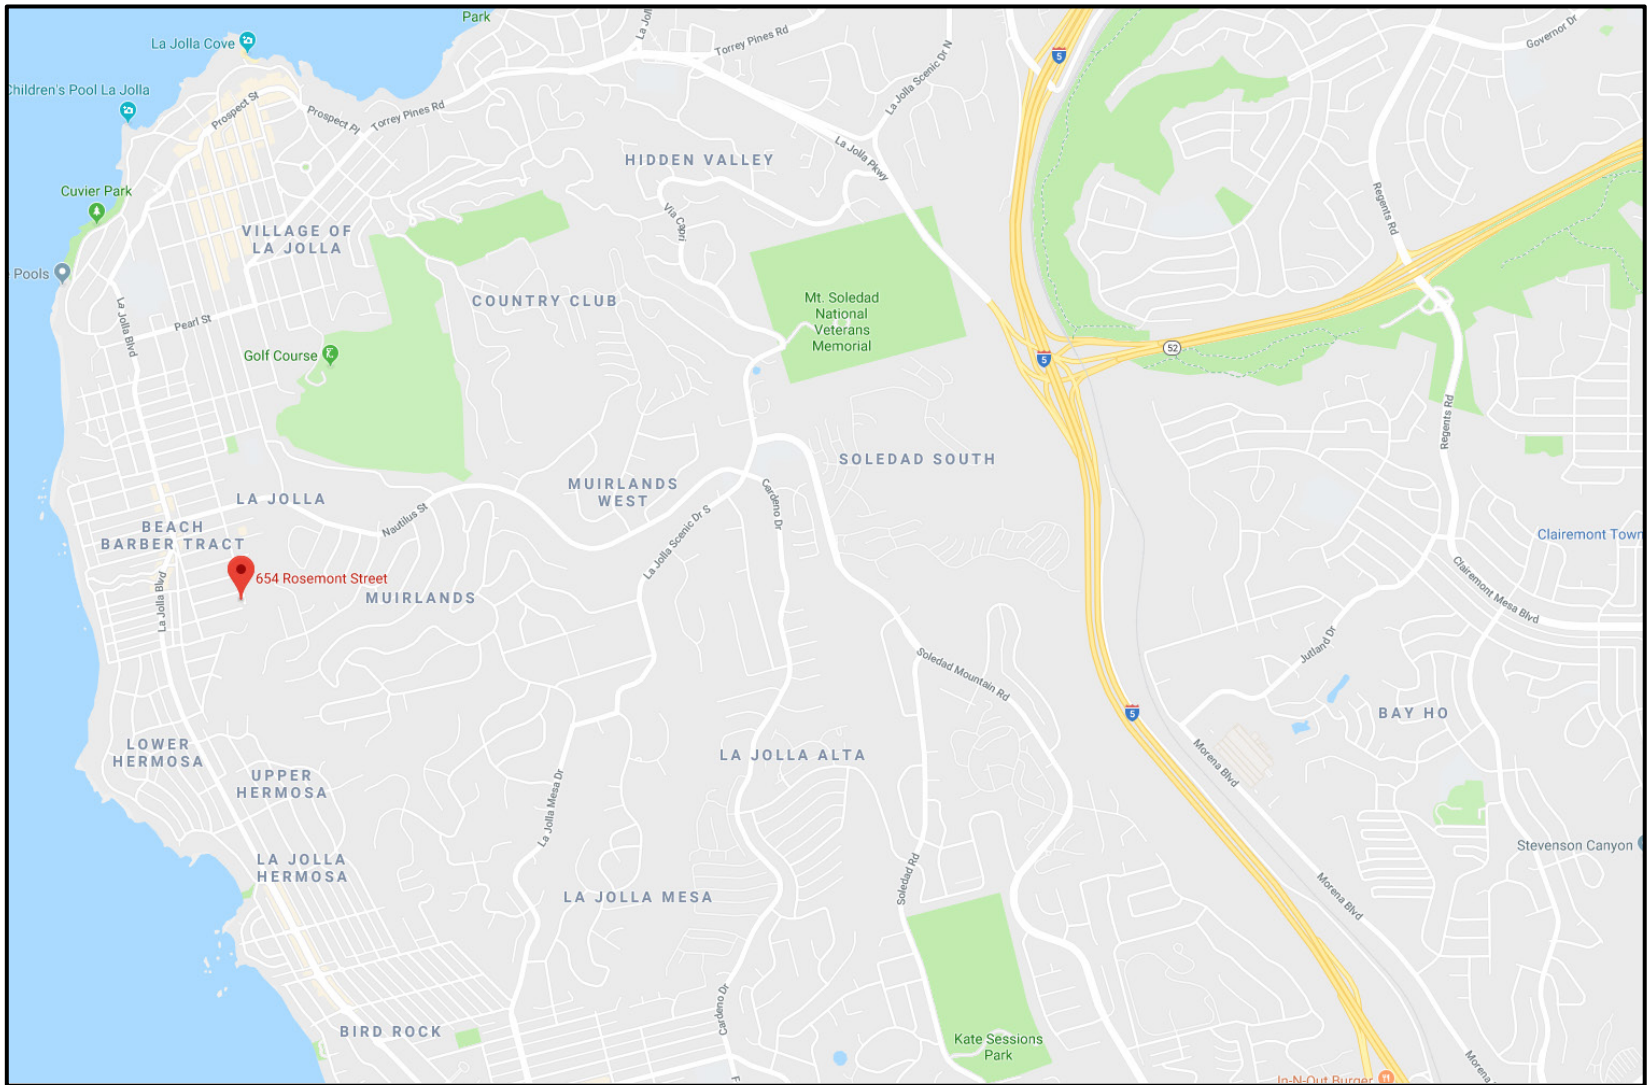 Park
La Jolla Cove
Torrey Pines Rd
5
Governor Dr
Children's Pool La Jolla
Prospect St
Prospect Pl
Torrey Pines Rd
La Jolla Scenic Dr N
La Jolla Pkwy
HIDDEN VALLEY
Cuvier Park
Via Capri
Regents Rd
VILLAGE OF
LA JOLLA
Pools
COUNTRY CLUB
Mt. Soledad
National
Veterans
Memorial
La Jolla Blvd
Pearl St
Golf Course
5
52
Regents Rd
SOLEDAD SOUTH
MUIRLANDS
WEST
LA JOLLA
Nautilus St
Cardeno Dr
La Jolla Scenic Dr S
BEACH
BARBER TRACT
Clairemont Town
654 Rosemont Street
La Jolla Blvd
MUIRLANDS
Clairemont Mesa Blvd
Jutland Dr
Soledad Mountain Rd
5
BAY HO
LOWER
HERMOSA
LA JOLLA ALTA
Morena Blvd
UPPER
HERMOSA
La Jolla Mesa Dr
Stevenson Canyon
LA JOLLA
HERMOSA
Soledad Rd
LA JOLLA MESA
Morena Blvd
Cardeno Dr
BIRD ROCK
Kate Sessions
Park
Morena
In-N-Out Burger